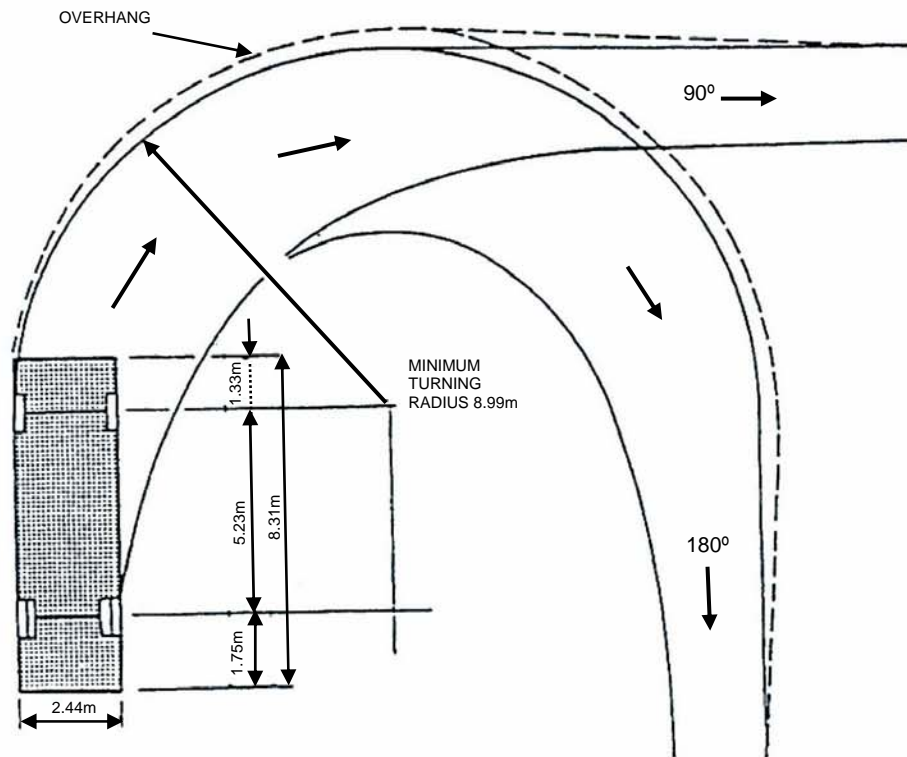 OVERHANG
90º
MINIMUM
TURNING
RADIUS 8.99m
1.33m
5.23m
8.31m
180º
1.75m
2.44m